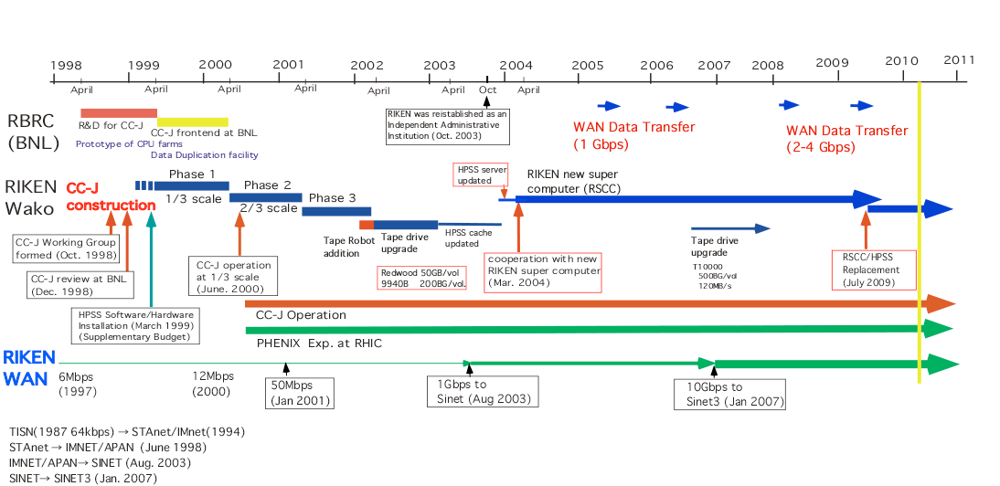 1998 1999 2000 2001 2002 2003 2004 2005 2006 2007 2008 2009 2010 2011
April April April April April April Oct April
RBRC
(BNL)
R&D for CC-J
CC-J frontend at BNL
Prototype of CPU farms
Data Duplication facility
RIKEN was reistablished as an
Independent Administrative
Institution (Oct. 2003)
WAN Data Transfer
(1 Gbps)
WAN Data Transfer
(2-4 Gbps)
RIKEN
Wako
CC-J
construction
Phase 1
1/3 scale
Phase 2
2/3 scale
Phase 3
HPSS server
updated
RIKEN new super
computer (RSCC)
Tape Robot
addition
Tape drive
upgrade
HPSS cache
updated
Redwood 50GB/vol
9940B 200BG/vol.
cooperation with new
RIKEN super computer
(Mar. 2004)
Tape drive
upgrade
T10000
500BG/vol
120MB/s
RSCC/HPSS
Replacement
(July 2009)
CC-J Working Group
formed (Oct. 1998)
CC-J review at BNL
(Dec. 1998)
HPSS Software/Hardware
Installation (March 1999)
(Supplementary Budget)
CC-J operation
at 1/3 scale
(June. 2000)
CC-J Operation
PHENIX Exp. at RHIC
RIKEN
WAN
6Mbps
(1997)
12Mbps
(2000)
50Mbps
(Jan 2001)
1Gbps to
Sinet (Aug 2003)
10Gbps to
Sinet3 (Jan 2007)
TISN(1987 64kbps) → STAnet/IMnet(1994)
STAnet → IMNET/APAN (June 1998)
IMNET/APAN→ SINET (Aug. 2003)
SINET→ SINET3 (Jan. 2007)